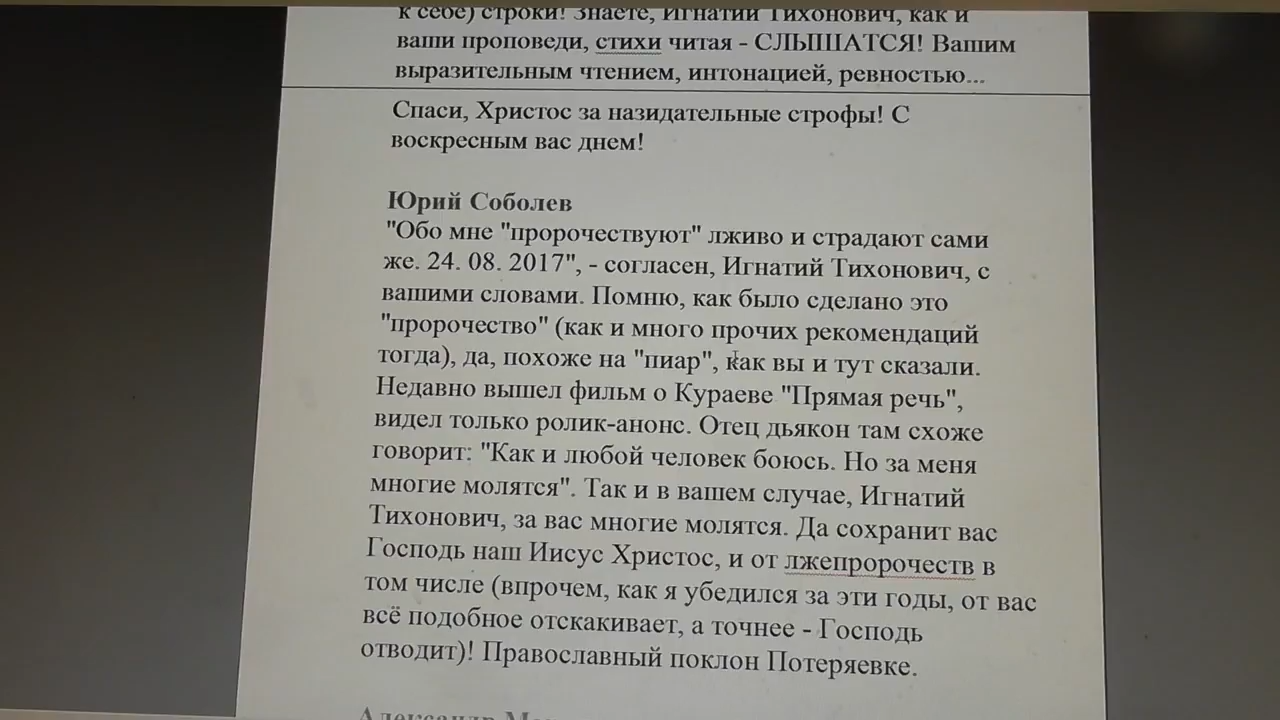 к себе) строки! Знаете, Игнатий Тихонович, как и
ваши проповеди, стихи читая - СЛЫШАТСЯ! Вашим
выразительным чтением, интонацией, ревностью...
Спаси, Христос за назидательные строфы! С
воскресным вас днем!
Юрий Соболев
"Обо мне "пророчествуют" лживо и страдают сами
же. 24. 08. 2017", - согласен, Игнатий Тихонович, с
вашими словами. Помню, как было сделано это
"пророчество" (как и много прочих рекомендаций
тогда), да, похоже на "пиар", как вы и тут сказали.
Недавно вышел фильм о Кураеве "Прямая речь",
видел только ролик-анонс. Отец дьякон там схоже
говорит: "Как и любой человек боюсь. Но за меня
многие молятся". Так и в вашем случае, Игнатий
Тихонович, за вас многие молятся. Да сохранит вас
Господь наш Иисус Христос, и от лжепророчеств в
том числе (впрочем, как я убедился за эти годы, от вас
всё подобное отскакивает, а точнее - Господь
отводит)! Православный поклон Потеряевке.
Александр